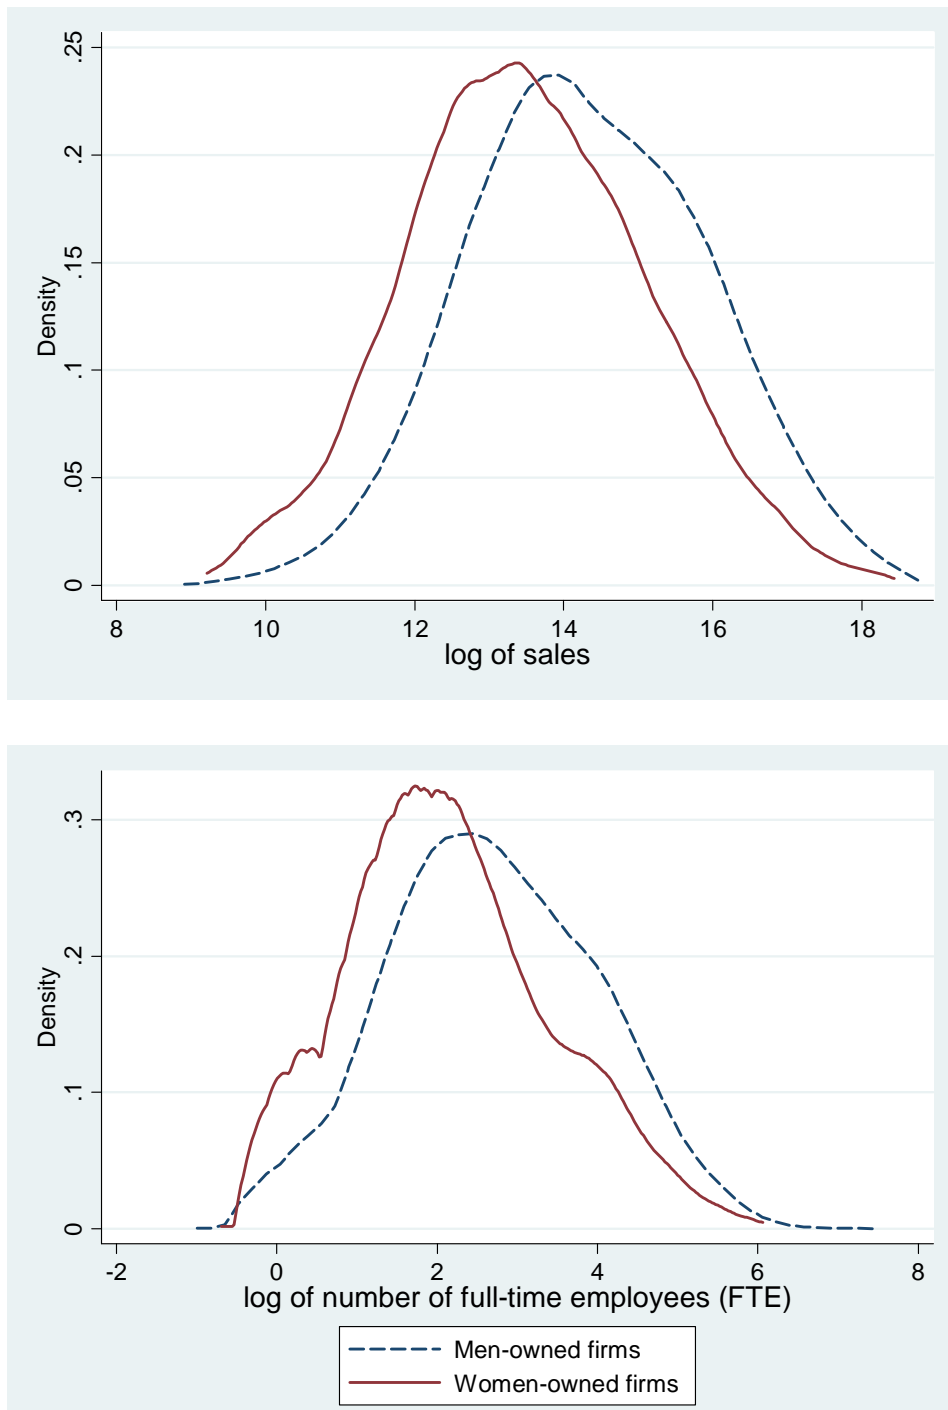 .25
.2
.15
.1
.05
0
Density
8 10 12 14 16 18
log of sales
.3
.2
.1
0
Density
-2 0 2 4 6 8
log of number of full-time employees (FTE)
Men-owned firms
Women-owned firms